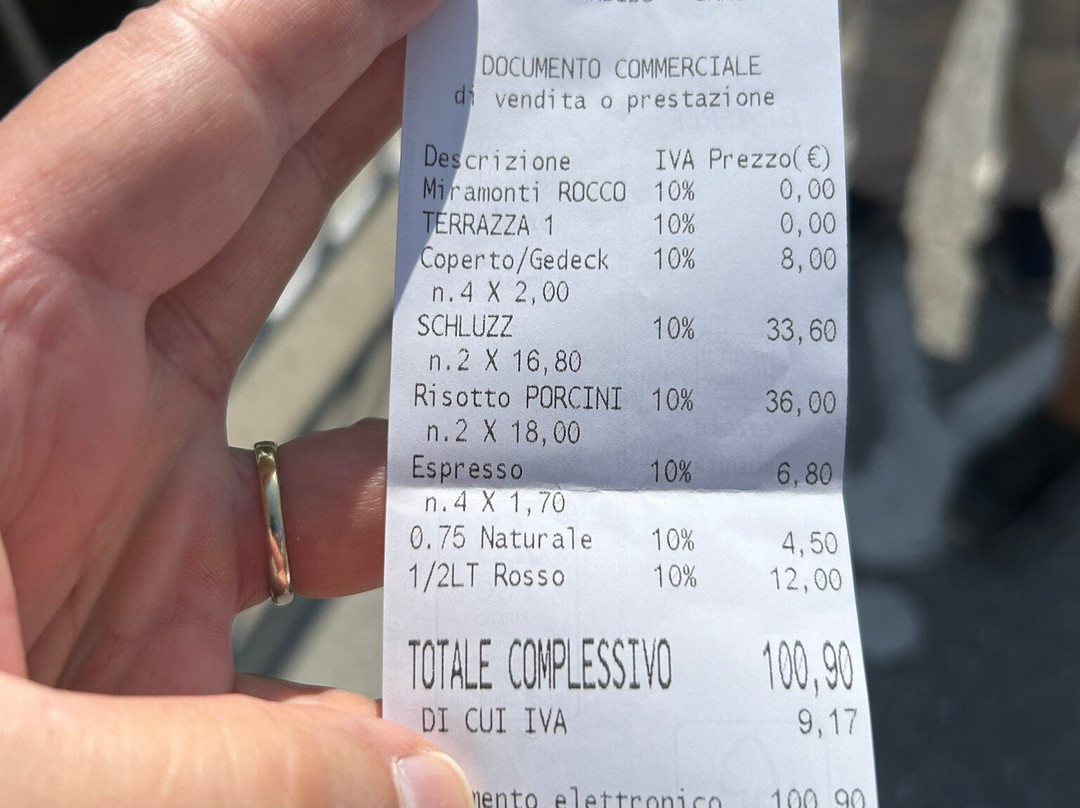 DOCUMENTO COMMERCIALE
di vendita o prestazione
Descrizione IVA Prezzo(€)
Miramonti ROCCO 10% 0,00
TERRAZZA 1 10% 0,00
Coperto/Gedeck 10% 8,00
n.4 X 2,00
SCHLUZZ 10% 33,60
n.2 X 16,80
Risotto PORCINI 10% 36,00
n.2 X 18,00
Espresso 10% 6,80
n.4 X 1,70
0.75 Naturale 10% 4,50
1/2LT Rosso 10% 12,00
TOTALE COMPLESSIVO 100,90
DI CUI IVA 9,17
elettronico 100,90